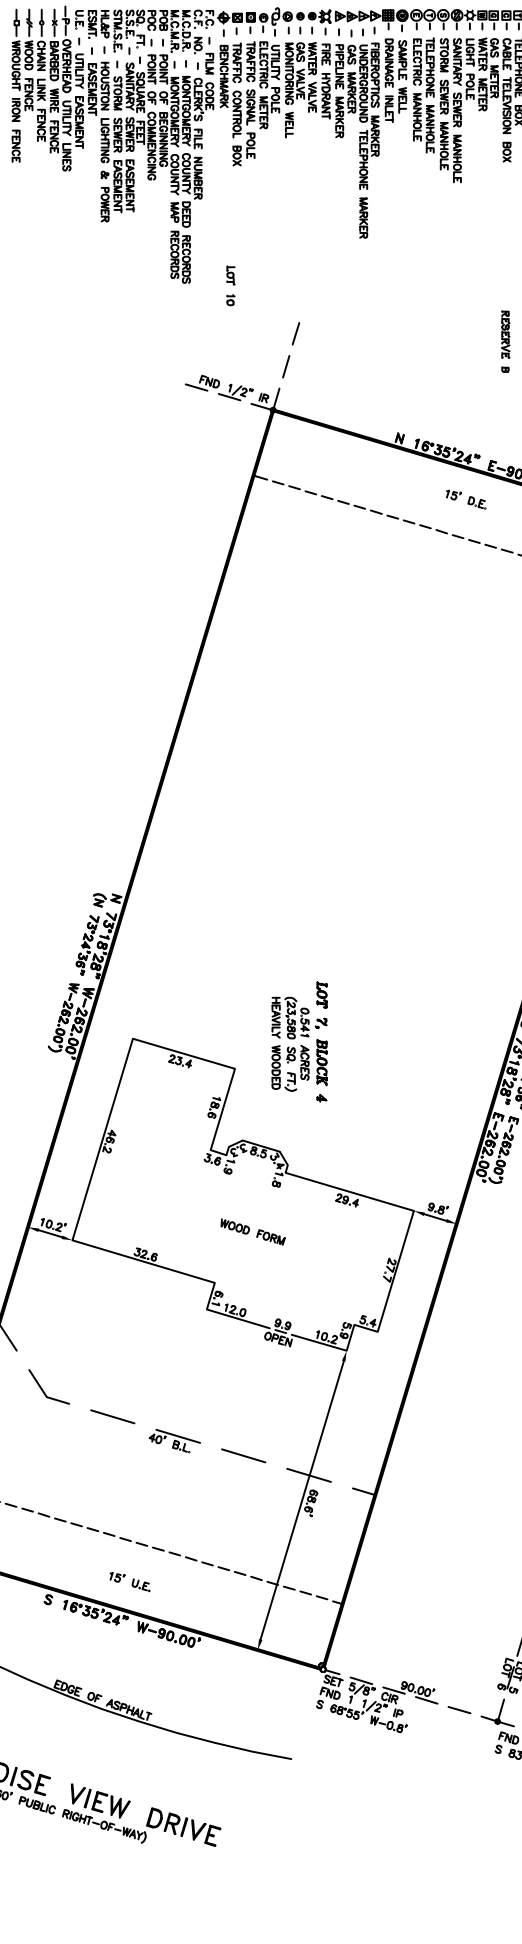 TELEPHONE BOX
- CABLE TELEVISION BOX
- GAS METER
- WATER METER
- LIGHT POLE
- SANITARY SEWER MANHOLE
- STORM SEWER MANHOLE
- TELEPHONE MANHOLE
- ELECTRIC MANHOLE
- SAMPLE WELL
- DRAINAGE INLET
- FIBEROPTICS MARKER
- UNDERGROUND TELEPHONE MARKER
- GAS MARKER
- PIPELINE MARKER
- FIRE HYDRANT
- WATER VALVE
- GAS VALVE
- MONITORING WELL
- UTILITY POLE
- ELECTRIC METER
- TRAFFIC SIGNAL POLE
- TRAFFIC CONTROL BOX
- BENCHMARK
F.C. - FILM CODE
C.F. NO. - CLERK'S FILE NUMBER
M.C.D.R. - MONTGOMERY COUNTY DEED RECORDS
M.C.M.R. - MONTGOMERY COUNTY MAP RECORDS
POB - POINT OF BEGINNING
POC - POINT OF COMMENCING
SQ. FT. - SQUARE FEET
S.S.E. - SANITARY SEWER EASEMENT
STM.S.E. - STORM SEWER EASEMENT
HL&P - HOUSTON LIGHTING & POWER
ESMT. - EASEMENT
U.E. - UTILITY EASEMENT
—P— OVERHEAD UTILITY LINES
BARBED WIRE FENCE
CHAIN LINK FENCE
WOOD FENCE
WROUGHT IRON FENCE
RESERVE B
LOT 10
FND 1/2" IR
N 16°35'24" E-90
15' D.E.
N 73°18'28" W-262.00'
(N 73°24'36" W-262.00')
E-262.00')
73°18'28" E-262.00'
LOT 7, BLOCK 4
0.541 ACRES
(23,580 SQ. FT.)
HEAVILY WOODED
23.4
18.6
3.6
1.9
8.5
1.8
29.4
9.8'
46.2
WOOD FORM
27.7
10.2'
32.6
6.1
12.0
9.9
OPEN
10.2
5.9
5.4
40' B.L.
68.6'
15' U.E.
S 16°35'24" W-90.00'
SET 5/8" CIR
FND 1 1/2" IP
S 68°55' W-0.8'
90.00'
LOT 5
LOT 6
FND
S 83
EDGE OF ASPHALT
DISE VIEW DRIVE
60' PUBLIC RIGHT-OF-WAY)